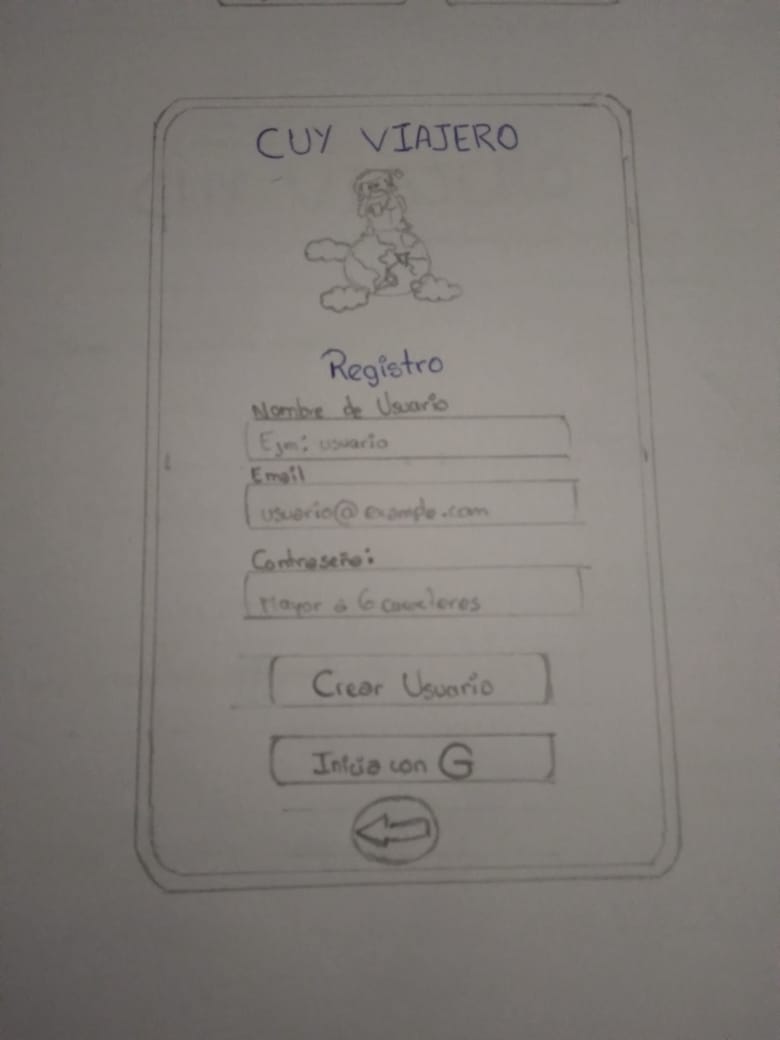 CUY VIAJERO
Registro
Nombre de Usuario
Ejm: usuario
Email
usuario@example.com
Contraseña:
Mayor a 6 caracteres
Crear Usuario
Inicia con G